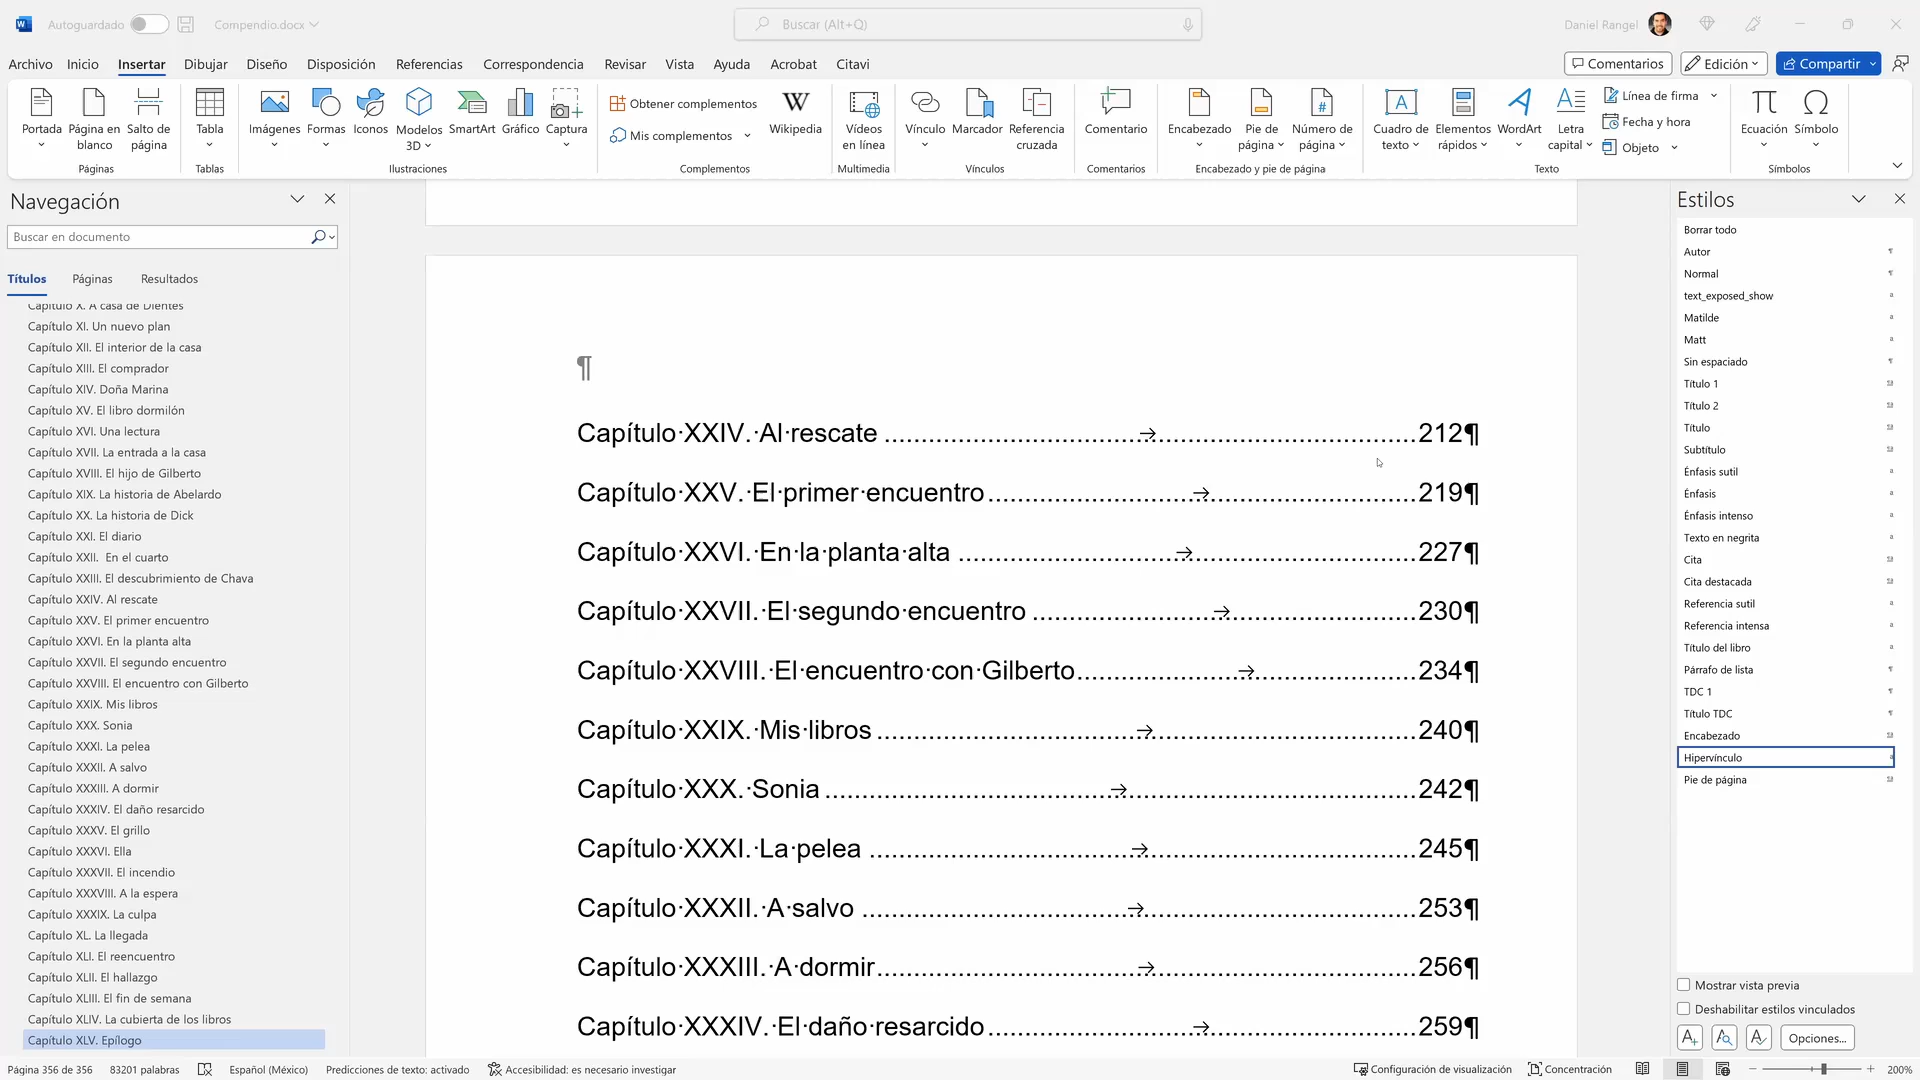 Autoguardado
Compendio.docx
Buscar (Alt+Q)
Daniel Rangel
Archivo Inicio Insertar Dibujar Diseño Disposición Referencias Correspondencia Revisar Vista Ayuda Acrobat Citavi
Comentarios Edición Compartir
Portada
Página en blanco
Salto de página
Páginas
Tabla
Tablas
Imágenes
Formas
Iconos
Modelos 3D
SmartArt
Gráfico
Captura
Ilustraciones
Obtener complementos
Mis complementos
W
Wikipedia
Complementos
Vídeos en línea
Multimedia
Vínculo
Marcador
Referencia cruzada
Vínculos
Comentario
Comentarios
Encabezado
Pie de página
Número de página
Encabezado y pie de página
Cuadro de texto
Elementos rápidos
WordArt
Letra capital
Línea de firma
Fecha y hora
Objeto
Texto
Ecuación
Símbolo
Símbolos
Navegación
Buscar en documento
Títulos Páginas Resultados
Capítulo X. A casa de Dientes
Capítulo XI. Un nuevo plan
Capítulo XII. El interior de la casa
Capítulo XIII. El comprador
Capítulo XIV. Doña Marina
Capítulo XV. El libro dormilón
Capítulo XVI. Una lectura
Capítulo XVII. La entrada a la casa
Capítulo XVIII. El hijo de Gilberto
Capítulo XIX. La historia de Abelardo
Capítulo XX. La historia de Dick
Capítulo XXI. El diario
Capítulo XXII.  En el cuarto
Capítulo XXIII. El descubrimiento de Chava
Capítulo XXIV. Al rescate
Capítulo XXV. El primer encuentro
Capítulo XXVI. En la planta alta
Capítulo XXVII. El segundo encuentro
Capítulo XXVIII. El encuentro con Gilberto
Capítulo XXIX. Mis libros
Capítulo XXX. Sonia
Capítulo XXXI. La pelea
Capítulo XXXII. A salvo
Capítulo XXXIII. A dormir
Capítulo XXXIV. El daño resarcido
Capítulo XXXV. El grillo
Capítulo XXXVI. Ella
Capítulo XXXVII. El incendio
Capítulo XXXVIII. A la espera
Capítulo XXXIX. La culpa
Capítulo XL. La llegada
Capítulo XLI. El reencuentro
Capítulo XLII. El hallazgo
Capítulo XLIII. El fin de semana
Capítulo XLIV. La cubierta de los libros
Capítulo XLV. Epílogo
¶
Capítulo·XXIV.·Al·rescate ........→........212¶
Capítulo·XXV.·El·primer·encuentro........→........219¶
Capítulo·XXVI.·En·la·planta·alta ........→........227¶
Capítulo·XXVII.·El·segundo·encuentro ........→........230¶
Capítulo·XXVIII.·El·encuentro·con·Gilberto........→........234¶
Capítulo·XXIX.·Mis·libros ........→........240¶
Capítulo·XXX.·Sonia ........→........242¶
Capítulo·XXXI.·La·pelea ........→........245¶
Capítulo·XXXII.·A·salvo ........→........253¶
Capítulo·XXXIII.·A·dormir........→........256¶
Capítulo·XXXIV.·El·daño·resarcido........→........259¶
Estilos
Borrar todo
Autor ¶
Normal ¶
text_exposed_show a
Matilde a
Matt a
Sin espaciado ¶
Título 1 ¶a
Título 2 ¶a
Título ¶a
Subtítulo ¶a
Énfasis sutil a
Énfasis a
Énfasis intenso a
Texto en negrita a
Cita ¶a
Cita destacada ¶a
Referencia sutil a
Referencia intensa a
Título del libro a
Párrafo de lista ¶
TDC 1 ¶
Título TDC ¶
Encabezado ¶a
Hipervínculo a
Pie de página ¶a
Mostrar vista previa
Deshabilitar estilos vinculados
Opciones...
Página 356 de 356 83201 palabras Español (México) Predicciones de texto: activado Accesibilidad: es necesario investigar Configuración de visualización Concentración 200%